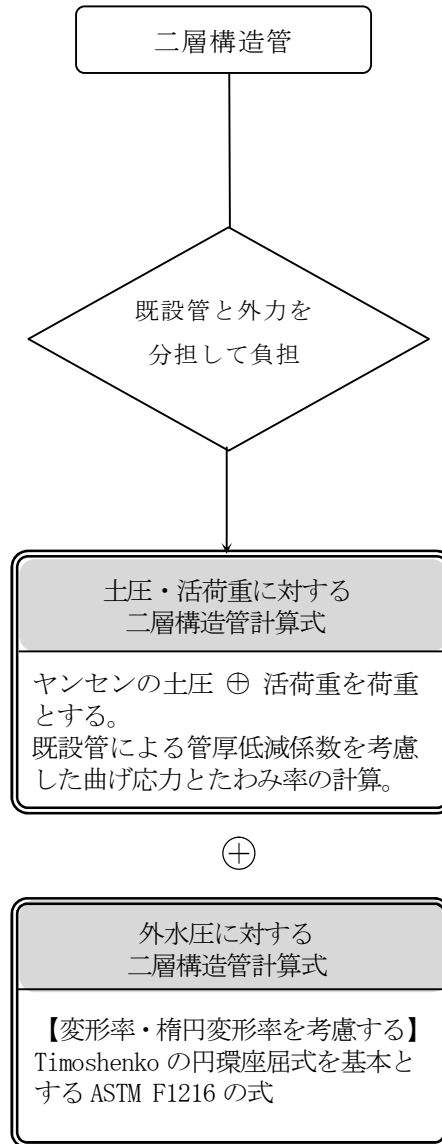 二層構造管
既設管と外力を
分担して負担
土圧・活荷重に対する
二層構造管計算式
ヤンセンの土圧 ⊕ 活荷重を荷重
とする。
既設管による管厚低減係数を考慮
した曲げ応力とたわみ率の計算。
⊕
外水圧に対する
二層構造管計算式
【変形率・楕円変形率を考慮する】
Timoshenko の円環座屈式を基本と
する ASTM F1216 の式